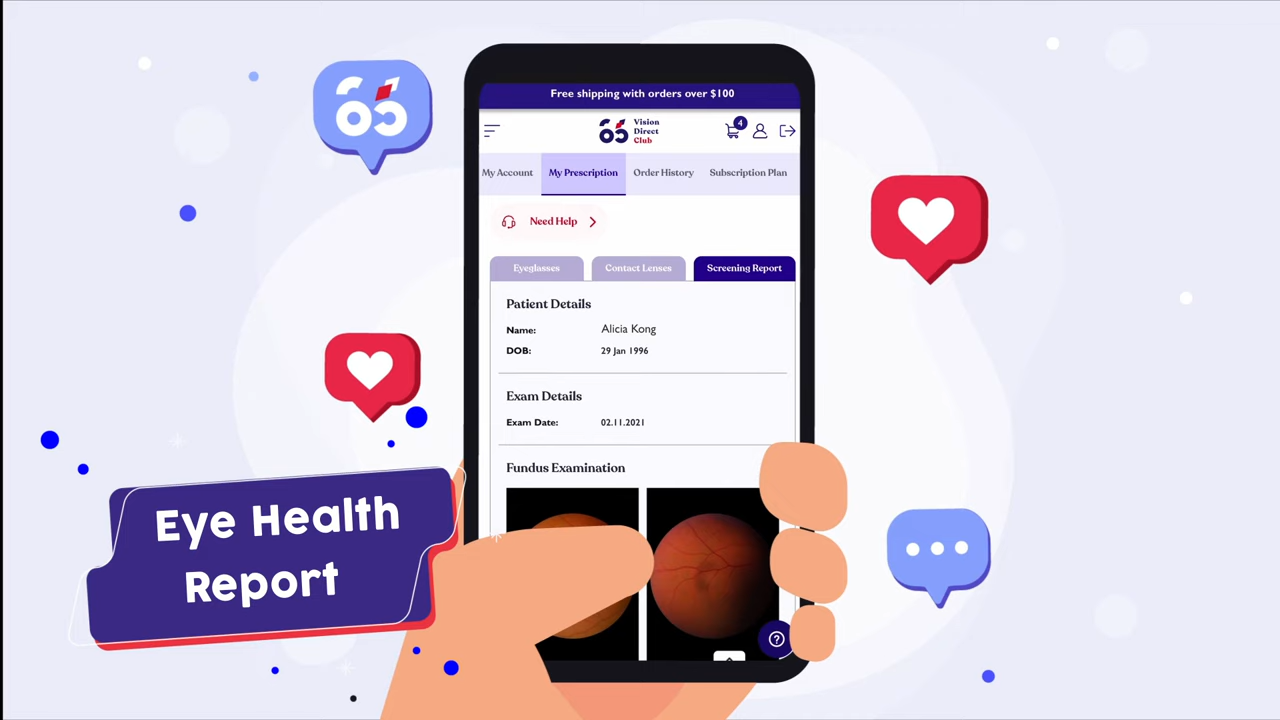 Free shipping with orders over $100
Vision
Direct
Club
4
My Account
My Prescription
Order History
Subscription Plan
Need Help
Eyeglasses
Contact Lenses
Screening Report
Patient Details
Name: Alicia Kong
DOB: 29 Jan 1996
Exam Details
Exam Date: 02.11.2021
Fundus Examination
?
Eye Health
Report